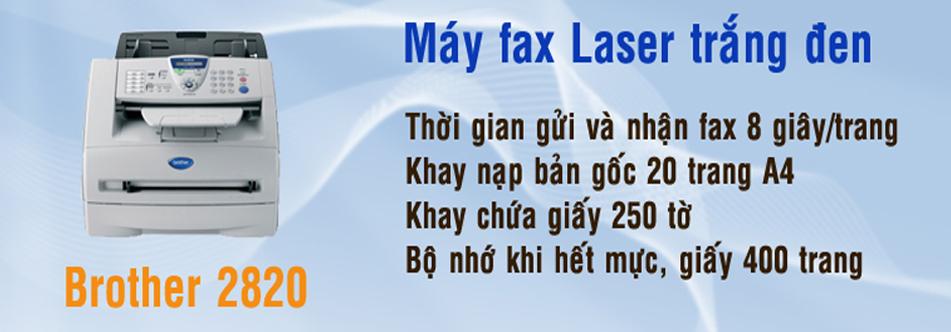 Máy fax Laser trắng đen
Thời gian gửi và nhận fax 8 giây/trang
Khay nạp bản gốc 20 trang A4
Khay chứa giấy 250 tờ
Bộ nhớ khi hết mực, giấy 400 trang
brother
Brother 2820